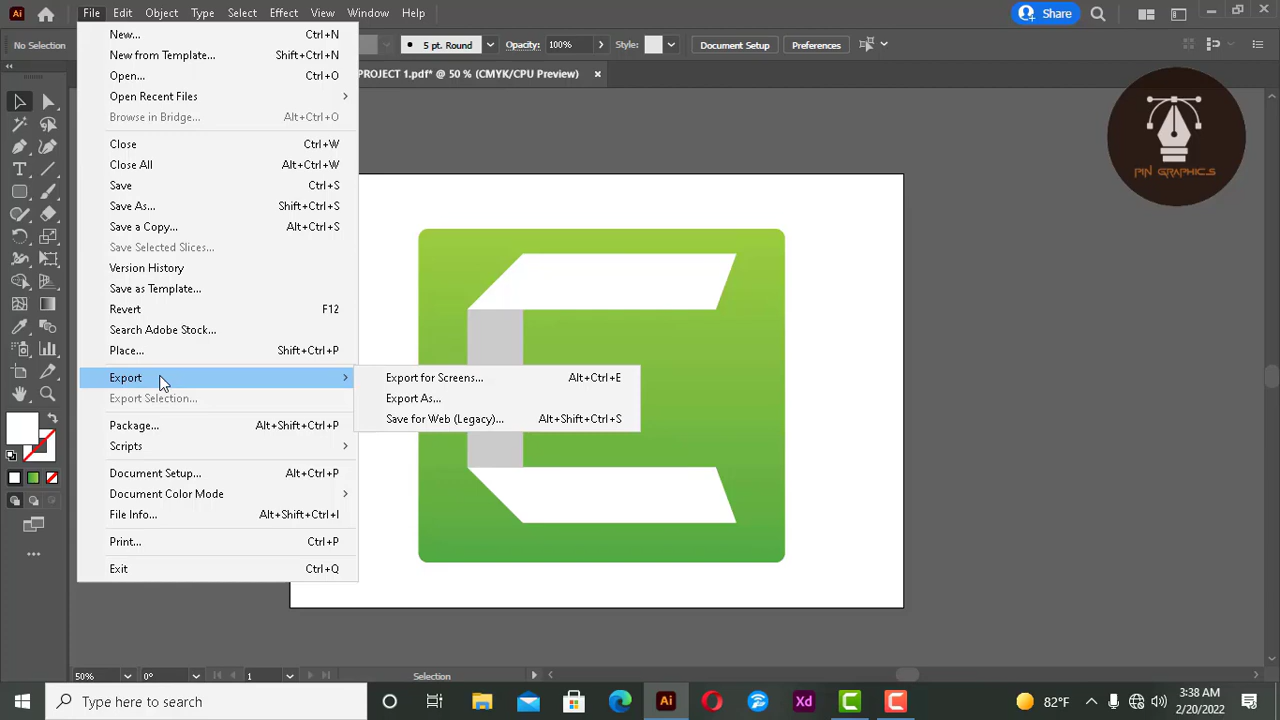 Ai File Edit Object Type Select Effect View Window Help Share
No Selection 5 pt. Round Opacity: 100% Style: Document Setup Preferences
PROJECT 1.pdf* @ 50 % (CMYK/CPU Preview)
New... Ctrl+N
New from Template... Shift+Ctrl+N
Open... Ctrl+O
Open Recent Files
Browse in Bridge... Alt+Ctrl+O
Close Ctrl+W
Close All Alt+Ctrl+W
Save Ctrl+S
Save As... Shift+Ctrl+S
Save a Copy... Alt+Ctrl+S
Save Selected Slices...
Version History
Save as Template...
Revert F12
Search Adobe Stock...
Place... Shift+Ctrl+P
Export
Export Selection...
Package... Alt+Shift+Ctrl+P
Scripts
Document Setup... Alt+Ctrl+P
Document Color Mode
File Info... Alt+Shift+Ctrl+I
Print... Ctrl+P
Exit Ctrl+Q
Export for Screens... Alt+Ctrl+E
Export As...
Save for Web (Legacy)... Alt+Shift+Ctrl+S
PIN GRAPHICS
50% 0° 1 Selection
Type here to search Ai Xd 82°F 3:38 AM
2/20/2022